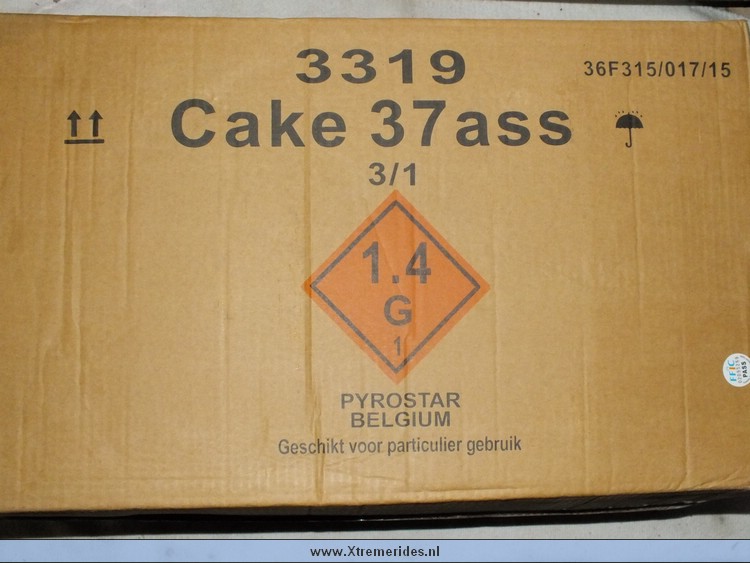 3319
36F315/017/15
Cake 37ass
3/1
1.4
G
1
PYROSTAR
BELGIUM
Geschikt voor particulier gebruik
PASS
www.Xtremerides.nl